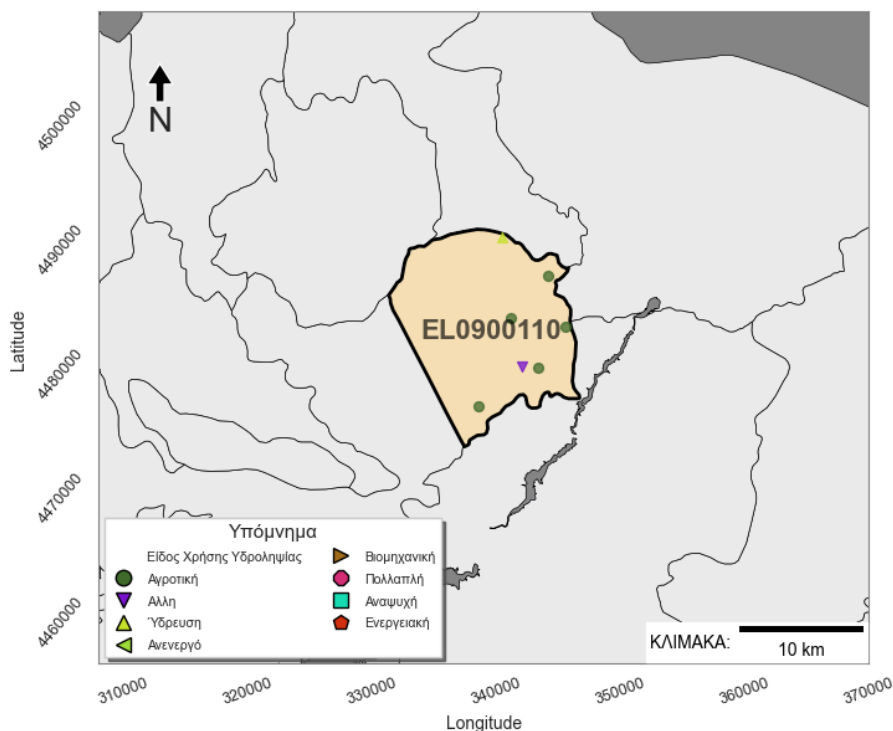 4500000
4490000
4480000
4470000
4460000
Latitude
N
EL0900110
Υπόμνημα
Είδος Χρήσης Υδροληψίας
Αγροτική
Αλλη
Ύδρευση
Ανενεργό
Βιομηχανική
Πολλαπλή
Αναψυχή
Ενεργειακή
ΚΛΙΜΑΚΑ:
10 km
310000
320000
330000
340000
350000
360000
370000
Longitude